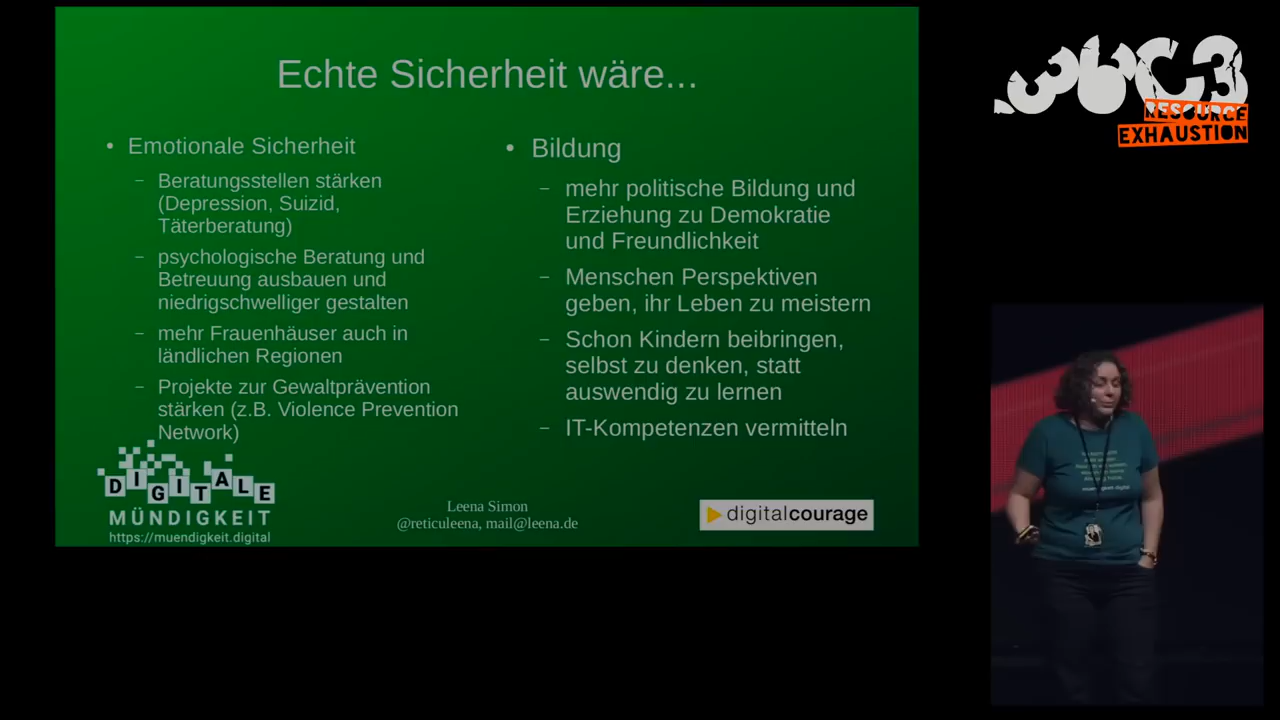 Echte Sicherheit wäre...
• Emotionale Sicherheit
– Beratungsstellen stärken
(Depression, Suizid,
Täterberatung)
– psychologische Beratung und
Betreuung ausbauen und
niedrigschwelliger gestalten
– mehr Frauenhäuser auch in
ländlichen Regionen
– Projekte zur Gewaltprävention
stärken (z.B. Violence Prevention
Network)
• Bildung
– mehr politische Bildung und
Erziehung zu Demokratie
und Freundlichkeit
– Menschen Perspektiven
geben, ihr Leben zu meistern
– Schon Kindern beibringen,
selbst zu denken, statt
auswendig zu lernen
– IT-Kompetenzen vermitteln
DIGITALE
MÜNDIGKEIT
https://muendigkeit.digital
Leena Simon
@reticuleena, mail@leena.de
digitalcourage
36C3
RESOURCE
EXHAUSTION
muendigkeit.digital